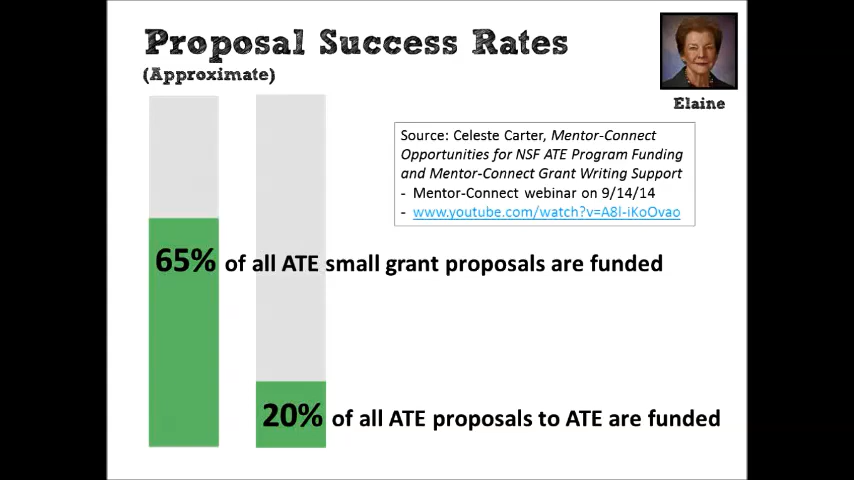 Proposal Success Rates
(Approximate)
Elaine
Source: Celeste Carter, Mentor-Connect
Opportunities for NSF ATE Program Funding
and Mentor-Connect Grant Writing Support
- Mentor-Connect webinar on 9/14/14
- www.youtube.com/watch?v=A8l-iKoOvao
65% of all ATE small grant proposals are funded
20% of all ATE proposals to ATE are funded